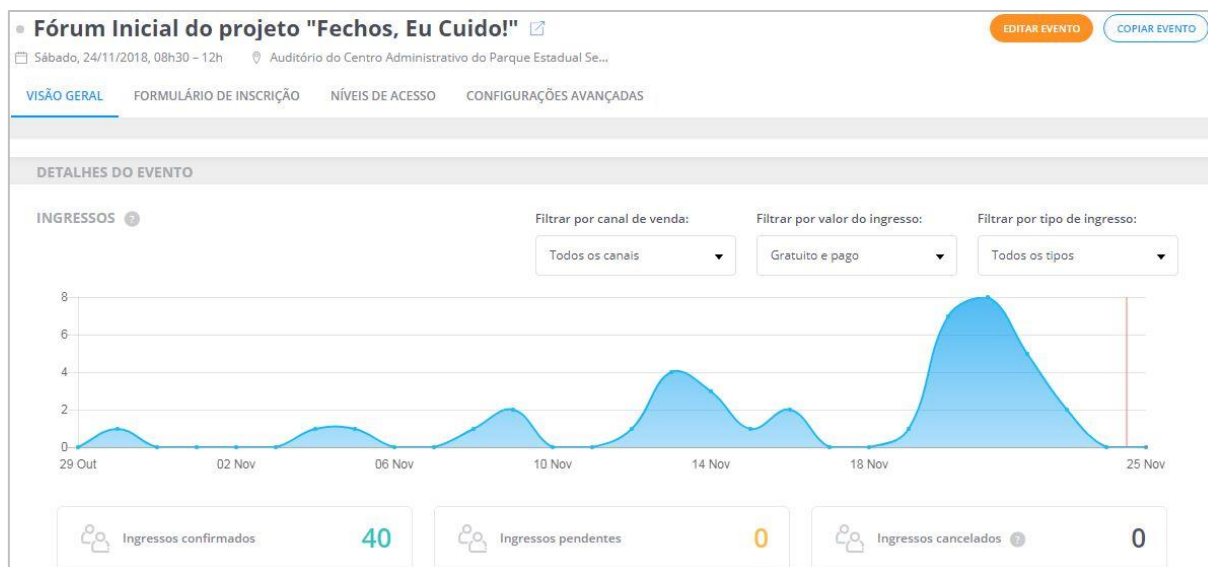 Fórum Inicial do projeto "Fechos, Eu Cuido!"
EDITAR EVENTO
COPIAR EVENTO
Sábado, 24/11/2018, 08h30 – 12h
Auditório do Centro Administrativo do Parque Estadual Se...
VISÃO GERAL
FORMULÁRIO DE INSCRIÇÃO
NÍVEIS DE ACESSO
CONFIGURAÇÕES AVANÇADAS
DETALHES DO EVENTO
INGRESSOS ?
Filtrar por canal de venda:
Filtrar por valor do ingresso:
Filtrar por tipo de ingresso:
Todos os canais
Gratuito e pago
Todos os tipos
8
6
4
2
0
29 Out
02 Nov
06 Nov
10 Nov
14 Nov
18 Nov
25 Nov
Ingressos confirmados 40
Ingressos pendentes 0
Ingressos cancelados ? 0